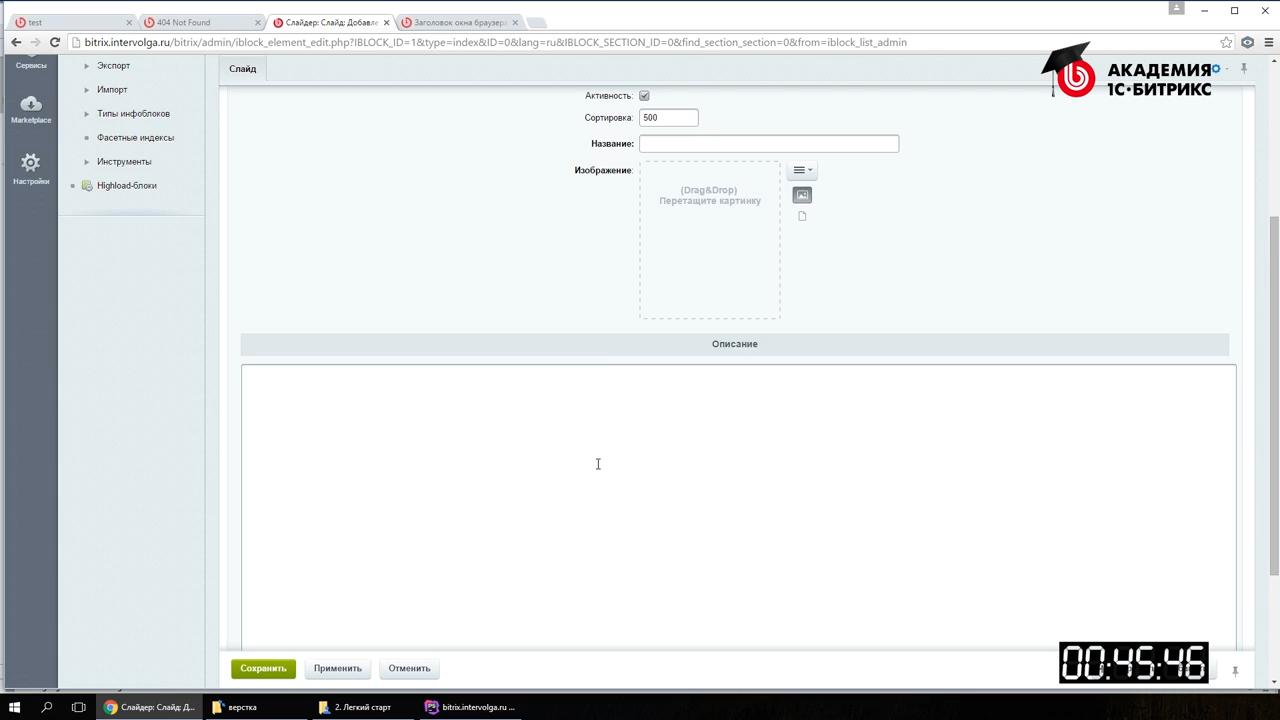 test
404 Not Found
Слайдер: Слайд: Добавле
Заголовок окна браузера
bitrix.intervolga.ru/bitrix/admin/iblock_element_edit.php?IBLOCK_ID=1&type=index&ID=0&lang=ru&IBLOCK_SECTION_ID=0&find_section_section=0&from=iblock_list_admin
Сервисы
Marketplace
Настройки
Экспорт
Импорт
Типы инфоблоков
Фасетные индексы
Инструменты
Highload-блоки
Слайд
АКАДЕМИЯ
1С-БИТРИКС
Активность:
Сортировка: 500
Название:
Изображение:
(Drag&Drop)
Перетащите картинку
Описание
Сохранить
Применить
Отменить
00:45:46
Слайдер: Слайд: Д...
верстка
2. Легкий старт
bitrix.intervolga.ru ...